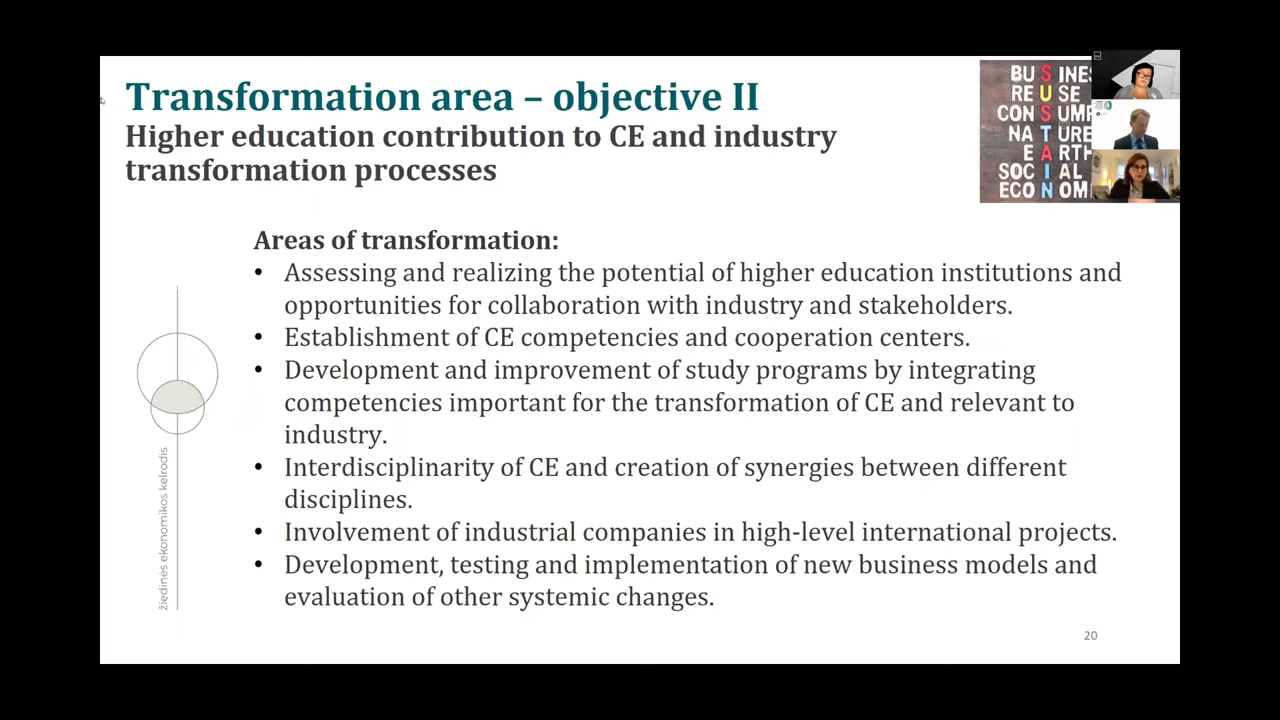 Transformation area – objective II
Higher education contribution to CE and industry
transformation processes
BUSINES
REUSE
CONSUMP
NATURE
EARTH
SOCIAL
ECONOM
Areas of transformation:
• Assessing and realizing the potential of higher education institutions and
opportunities for collaboration with industry and stakeholders.
• Establishment of CE competencies and cooperation centers.
• Development and improvement of study programs by integrating
competencies important for the transformation of CE and relevant to
industry.
• Interdisciplinarity of CE and creation of synergies between different
disciplines.
• Involvement of industrial companies in high-level international projects.
• Development, testing and implementation of new business models and
evaluation of other systemic changes.
žiedinės ekonomikos kelrodis
20